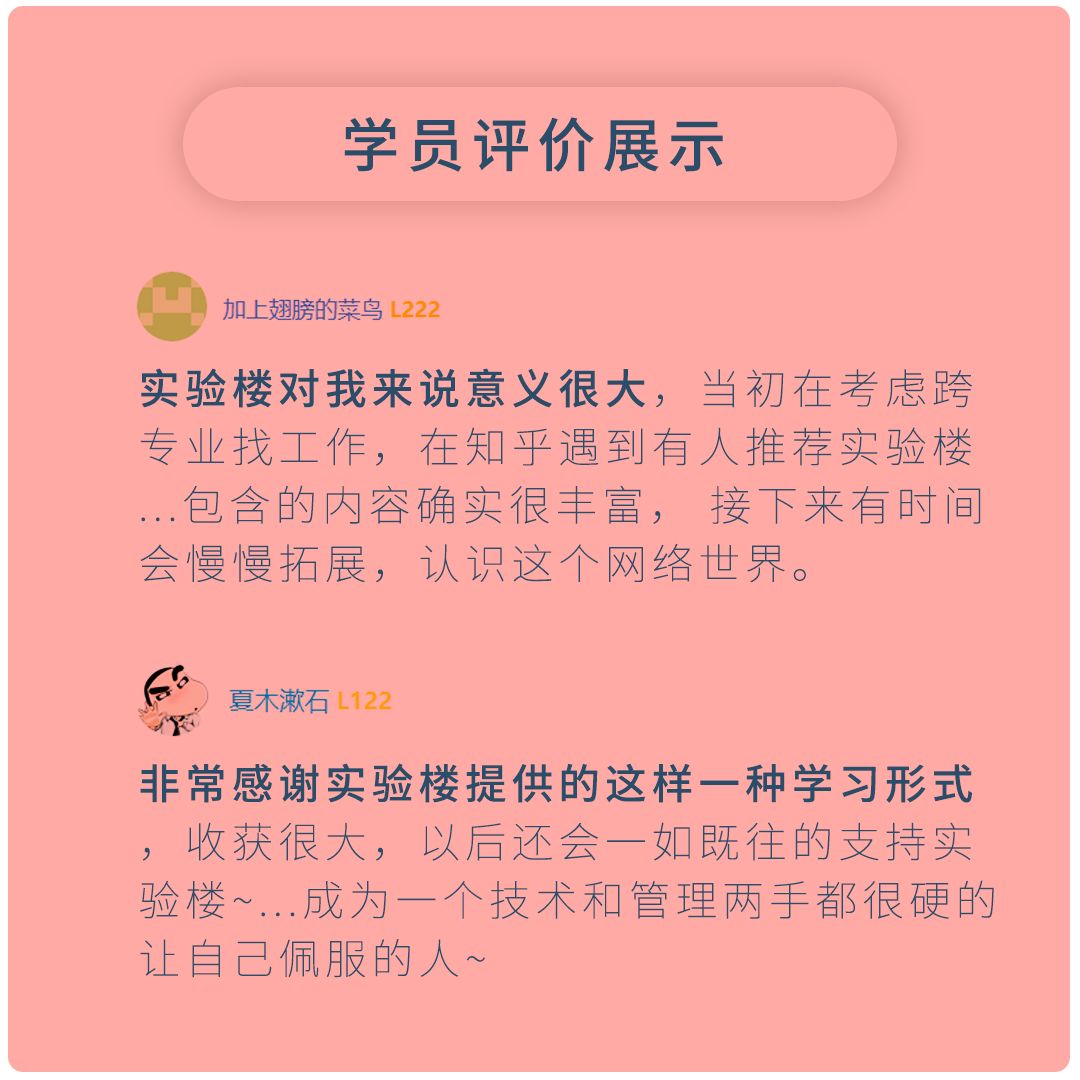 学员评价展示
加上翅膀的菜鸟 L222
实验楼对我来说意义很大，当初在考虑跨
专业找工作，在知乎遇到有人推荐实验楼
...包含的内容确实很丰富， 接下来有时间
会慢慢拓展，认识这个网络世界。
夏木漱石 L122
非常感谢实验楼提供的这样一种学习形式
，收获很大，以后还会一如既往的支持实
验楼~...成为一个技术和管理两手都很硬的
让自己佩服的人~